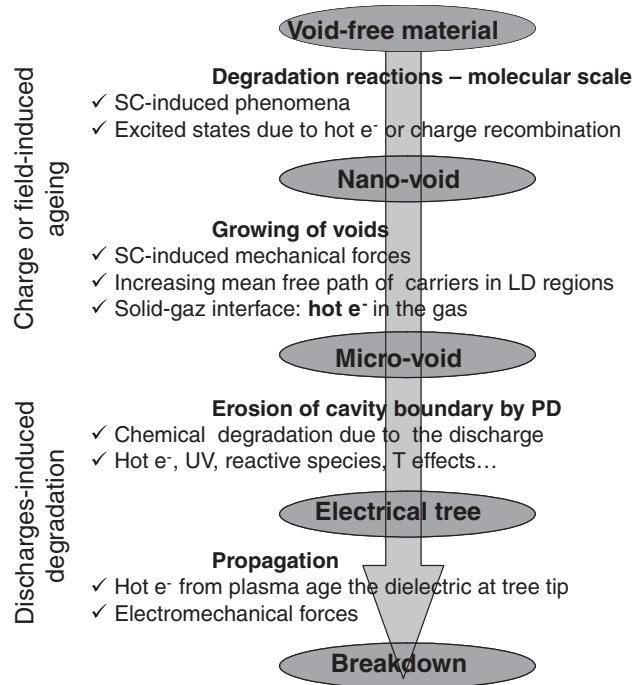 Void-free material
Degradation reactions – molecular scale
✓ SC-induced phenomena
✓ Excited states due to hot e⁻ or charge recombination
Nano-void
Growing of voids
✓ SC-induced mechanical forces
✓ Increasing mean free path of carriers in LD regions
✓ Solid-gaz interface: hot e⁻ in the gas
Micro-void
Charge or field-induced
ageing
Erosion of cavity boundary by PD
✓ Chemical degradation due to the discharge
✓ Hot e⁻, UV, reactive species, T effects…
Electrical tree
Propagation
✓ Hot e⁻ from plasma age the dielectric at tree tip
✓ Electromechanical forces
Breakdown
Discharges-induced
degradation